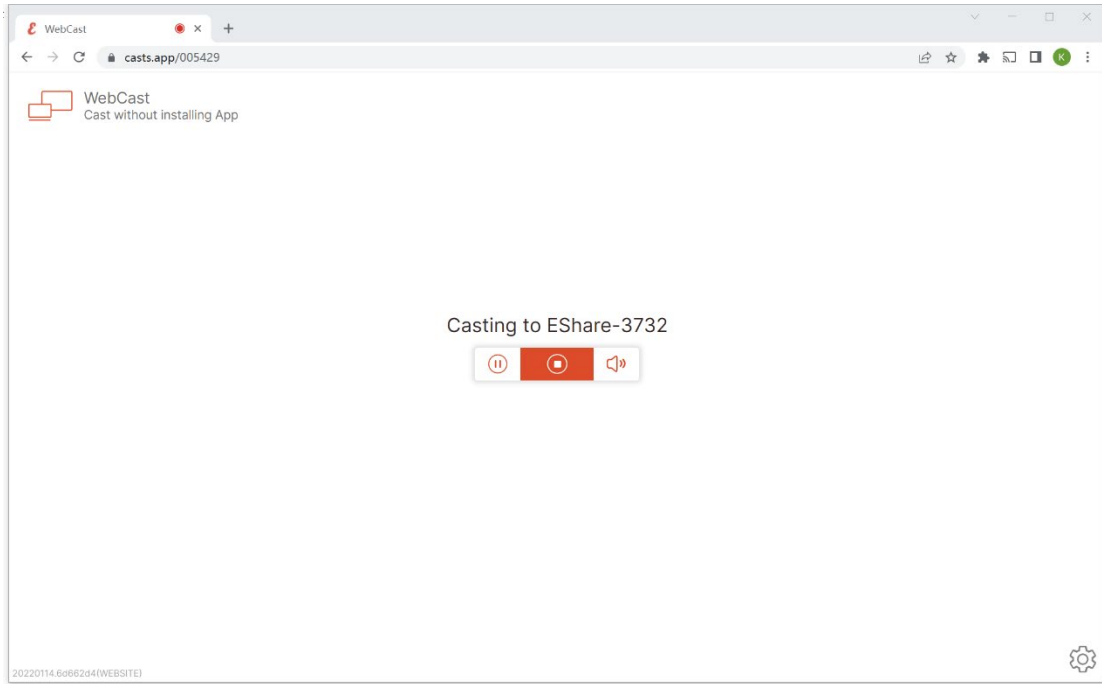 WebCast
casts.app/005429
K
WebCast
Cast without installing App
Casting to EShare-3732
20220114.6d662d4(WEBSITE)